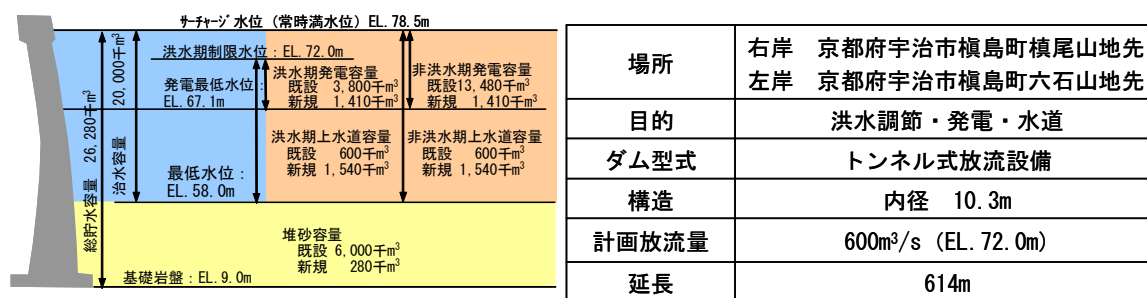 サーチャージ水位（常時満水位）EL.78.5m
洪水期制限水位：EL.72.0m
発電最低水位：
EL.67.1m
洪水期発電容量
既設 3,800千m³
新規 1,410千m³
非洪水期発電容量
既設13,480千m³
新規 1,410千m³
総貯水容量 26,280千m³
治水容量 20,000千m³
最低水位：
EL.58.0m
洪水期上水道容量
既設 600千m³
新規 1,540千m³
非洪水期上水道容量
既設 600千m³
新規 1,540千m³
堆砂容量
既設 6,000千m³
新規 280千m³
基礎岩盤：EL.9.0m
場所 右岸 京都府宇治市槇島町槙尾山地先
左岸 京都府宇治市槇島町六石山地先
目的 洪水調節・発電・水道
ダム型式 トンネル式放流設備
構造 内径 10.3m
計画放流量 600m³/s（EL.72.0m）
延長 614m